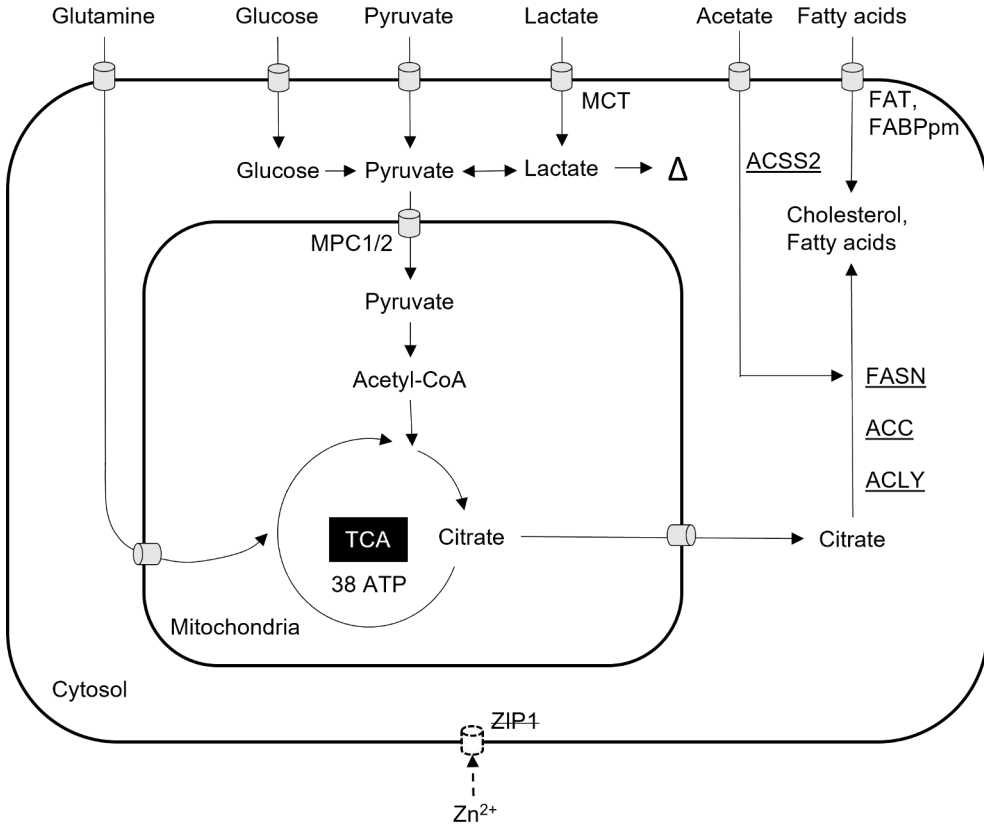 Glutamine
Glucose
Pyruvate
Lactate
Acetate
Fatty acids
MCT
FAT,
FABPpm
Glucose
Pyruvate
Lactate
Δ
ACSS2
Cholesterol,
Fatty acids
MPC1/2
Pyruvate
Acetyl-CoA
FASN
ACC
ACLY
TCA
Citrate
Citrate
38 ATP
Mitochondria
Cytosol
ZIP1
Zn²⁺